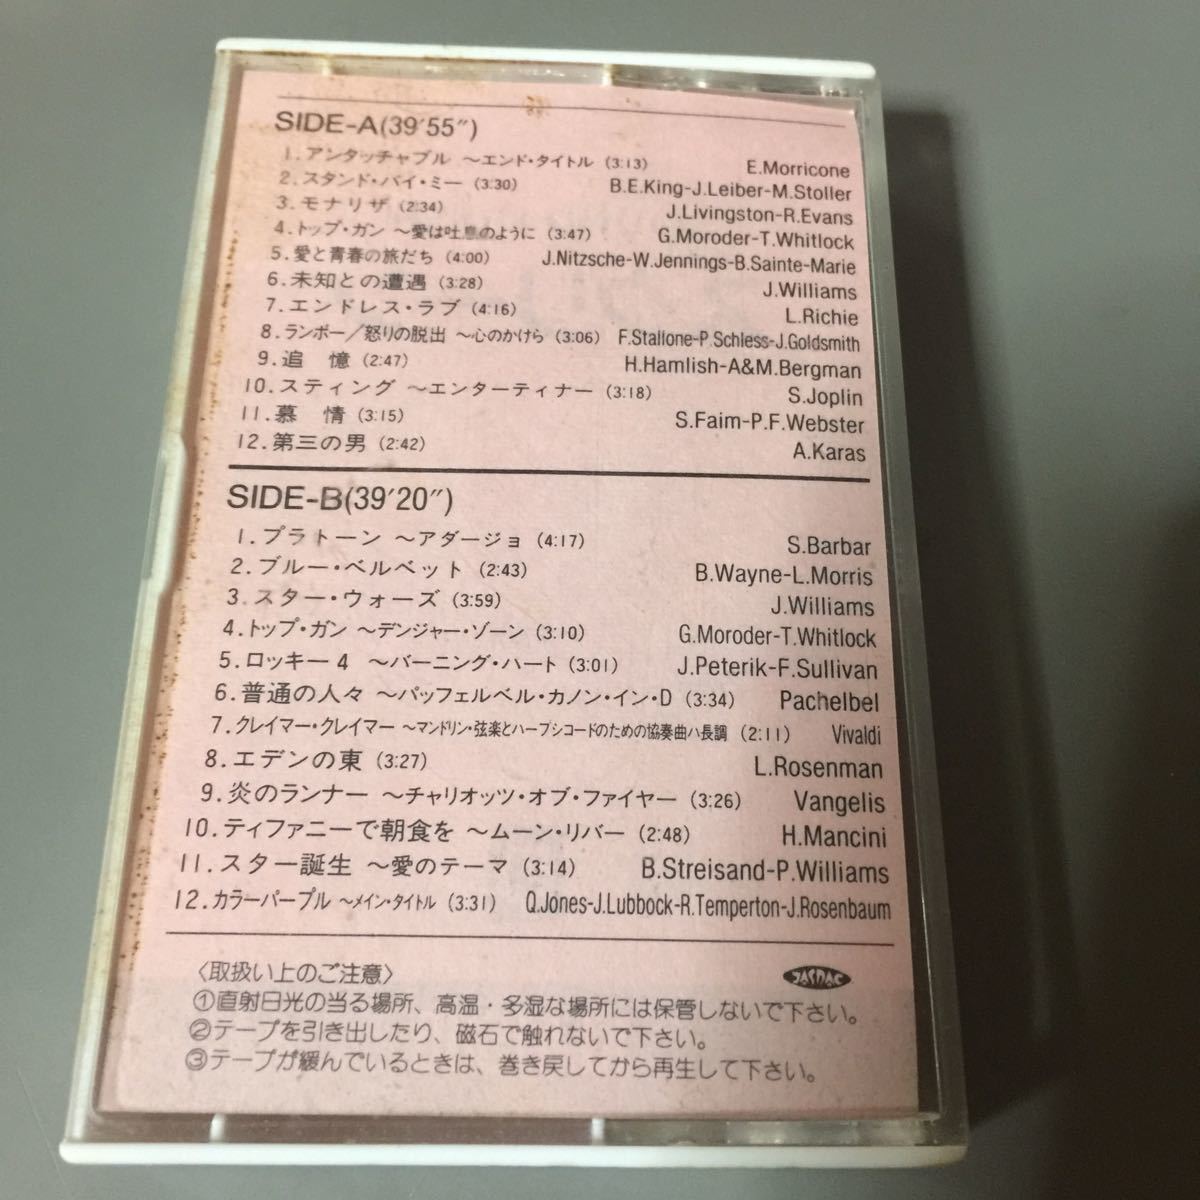 SIDE-A(39′55″)
1.アンタッチャブル ～エンド・タイトル (3:13) E.Morricone
2.スタンド・バイ・ミー (3:30) B.E.King-J.Leiber-M.Stoller
3.モナリザ (2:34) J.Livingston-R.Evans
4.トップ・ガン ～愛は吐息のように (3:47) G.Moroder-T.Whitlock
5.愛と青春の旅だち (4:00) J.Nitzsche-W.Jennings-B.Sainte-Marie
6.未知との遭遇 (3:28) J.Williams
7.エンドレス・ラブ (4:16) L.Richie
8.ランボー／怒りの脱出 ～心のかけら (3:06) F.Stallone-P.Schless-J.Goldsmith
9.追 憶 (2:47) H.Hamlish-A&M.Bergman
10.スティング ～エンターティナー (3:18) S.Joplin
11.慕 情 (3:15) S.Faim-P.F.Webster
12.第三の男 (2:42) A.Karas
SIDE-B(39′20″)
1.プラトーン ～アダージョ (4:17) S.Barbar
2.ブルー・ベルベット (2:43) B.Wayne-L.Morris
3.スター・ウォーズ (3:59) J.Williams
4.トップ・ガン ～デンジャー・ゾーン (3:10) G.Moroder-T.Whitlock
5.ロッキー4 ～バーニング・ハート (3:01) J.Peterik-F.Sullivan
6.普通の人々 ～パッフェルベル・カノン・イン・D (3:34) Pachelbel
7.クレイマー・クレイマー ～マンドリン・弦楽とハープシコードのための協奏曲ハ長調 (2:11) Vivaldi
8.エデンの東 (3:27) L.Rosenman
9.炎のランナー ～チャリオッツ・オブ・ファイヤー (3:26) Vangelis
10.ティファニーで朝食を ～ムーン・リバー (2:48) H.Mancini
11.スター誕生 ～愛のテーマ (3:14) B.Streisand-P.Williams
12.カラーパープル ～メイン・タイトル (3:31) Q.Jones-J.Lubbock-R.Temperton-J.Rosenbaum
〈取扱い上のご注意〉 JASRAC
①直射日光の当る場所、高温・多湿な場所には保管しないで下さい。
②テープを引き出したり、磁石で触れないで下さい。
③テープが緩んでいるときは、巻き戻してから再生して下さい。